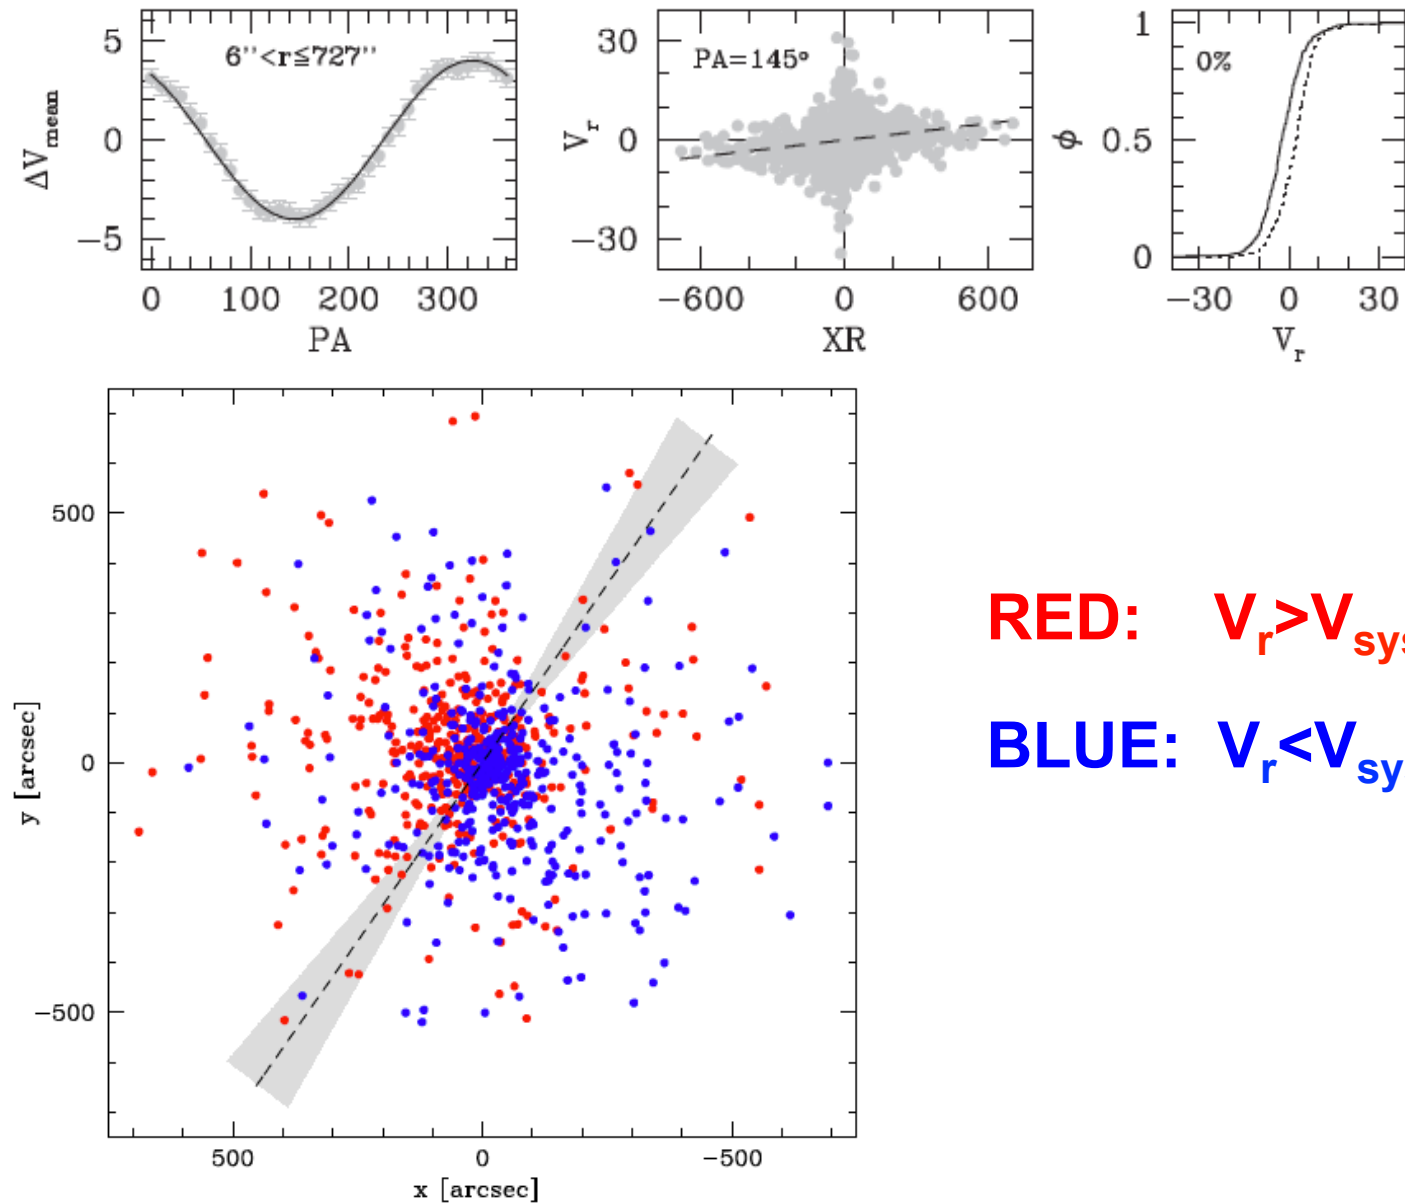 5
0
−5
ΔV_mean
6''<r≦727''
0 100 200 300
PA
30
0
−30
V_r
PA=145°
−600 0 600
XR
1
0.5
0
φ
0%
−30 0 30
V_r
500
0
−500
y [arcsec]
500 0 −500
x [arcsec]
RED: V_r>V_sys
BLUE: V_r<V_sy